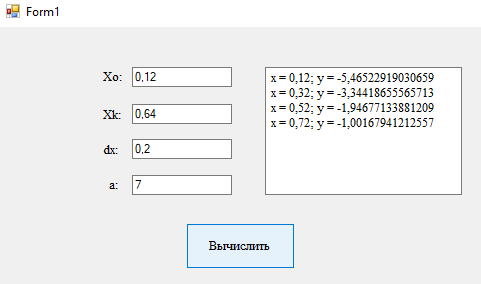 Form1
Xo: 0,12
Xk: 0,64
dx: 0,2
a: 7
x = 0,12; y = -5,46522919030659
x = 0,32; y = -3,34418655565713
x = 0,52; y = -1,94677133881209
x = 0,72; y = -1,00167941212557
Вычислить